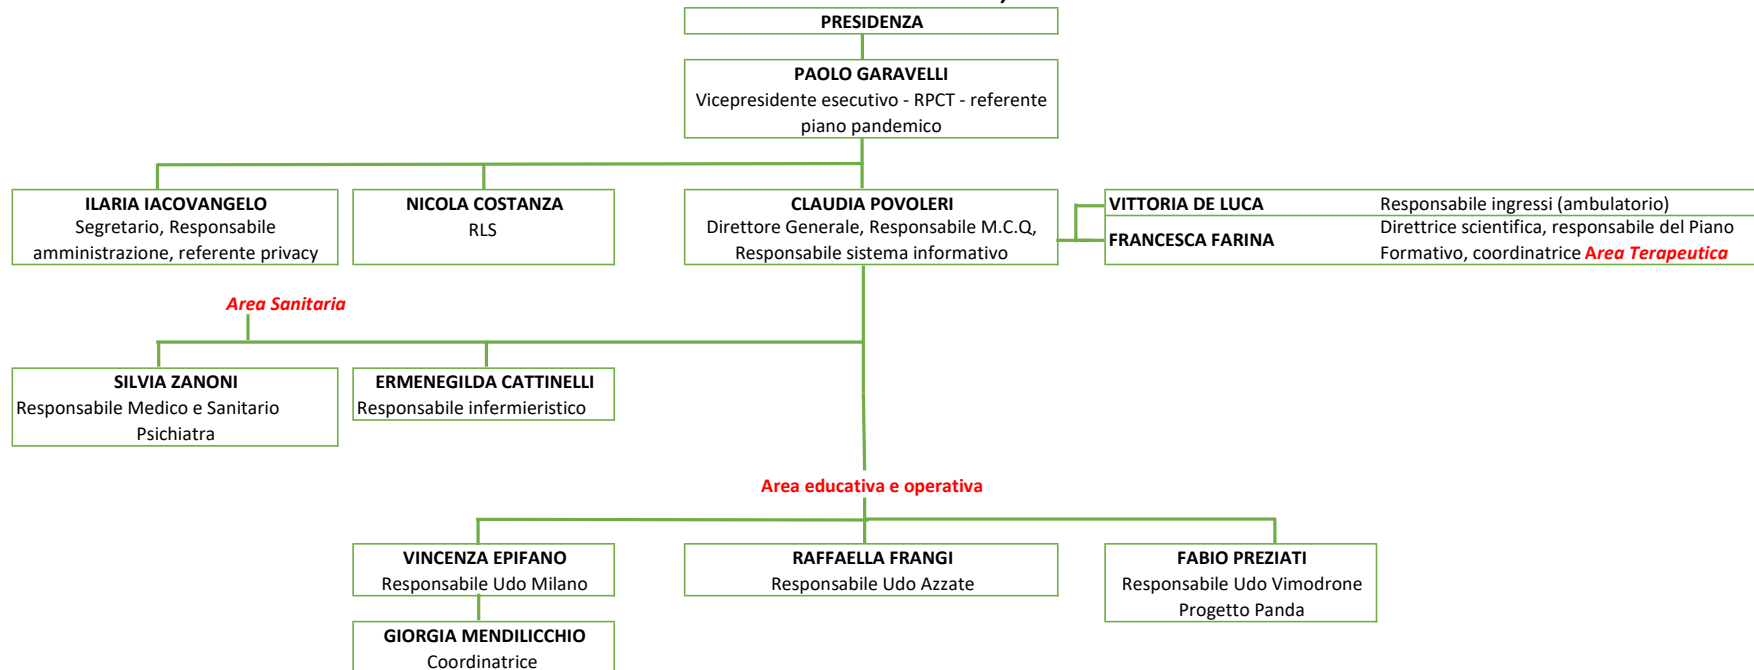 PRESIDENZA
PAOLO GARAVELLI
Vicepresidente esecutivo - RPCT - referente
piano pandemico
ILARIA IACOVANGELO
Segretario, Responsabile
amministrazione, referente privacy
NICOLA COSTANZA
RLS
CLAUDIA POVOLERI
Direttore Generale, Responsabile M.C.Q,
Responsabile sistema informativo
VITTORIA DE LUCA Responsabile ingressi (ambulatorio)
FRANCESCA FARINA
Direttrice scientifica, responsabile del Piano
Formativo, coordinatrice Area Terapeutica
Area Sanitaria
SILVIA ZANONI
Responsabile Medico e Sanitario
Psichiatra
ERMENEGILDA CATTINELLI
Responsabile infermieristico
Area educativa e operativa
VINCENZA EPIFANO
Responsabile Udo Milano
RAFFAELLA FRANGI
Responsabile Udo Azzate
FABIO PREZIATI
Responsabile Udo Vimodrone
Progetto Panda
GIORGIA MENDILICCHIO
Coordinatrice